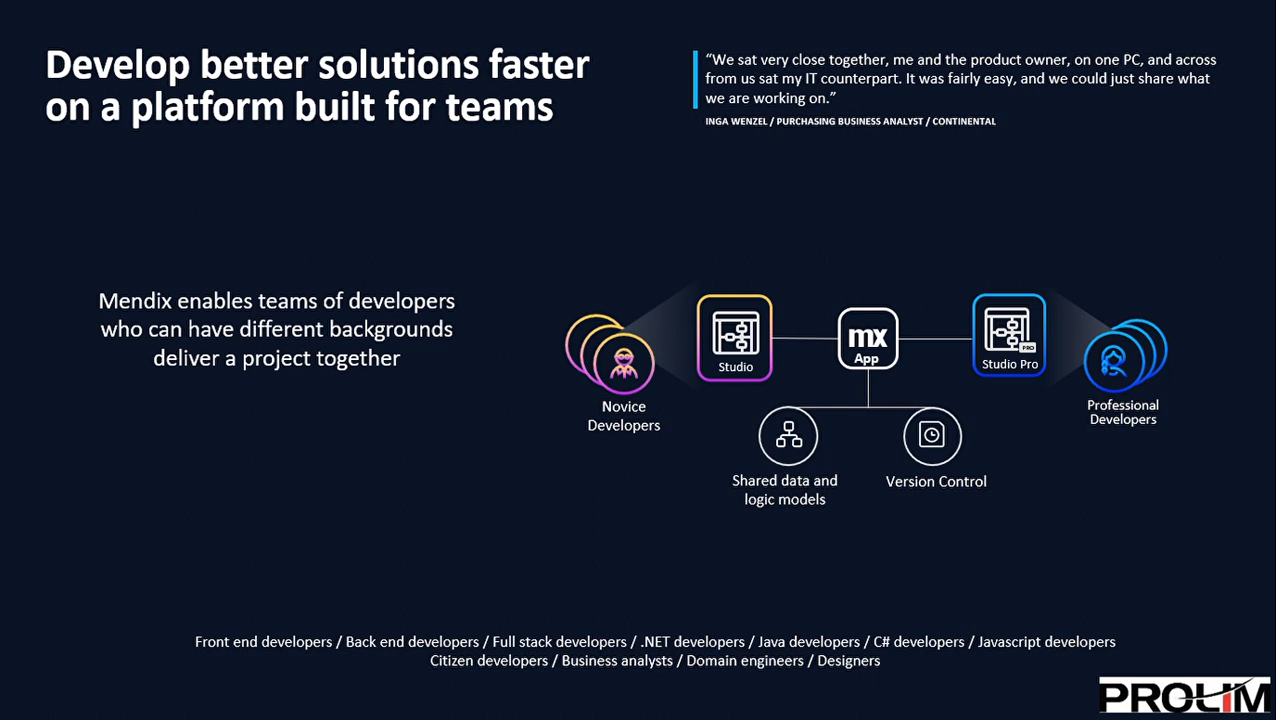 Develop better solutions faster
on a platform built for teams
“We sat very close together, me and the product owner, on one PC, and across
from us sat my IT counterpart. It was fairly easy, and we could just share what
we are working on.”
INGA WENZEL / PURCHASING BUSINESS ANALYST / CONTINENTAL
Mendix enables teams of developers
who can have different backgrounds
deliver a project together
Novice
Developers
Studio
mx
App
Studio Pro
PRO
Professional
Developers
Shared data and
logic models
Version Control
Front end developers / Back end developers / Full stack developers / .NET developers / Java developers / C# developers / Javascript developers
Citizen developers / Business analysts / Domain engineers / Designers
PROLIM